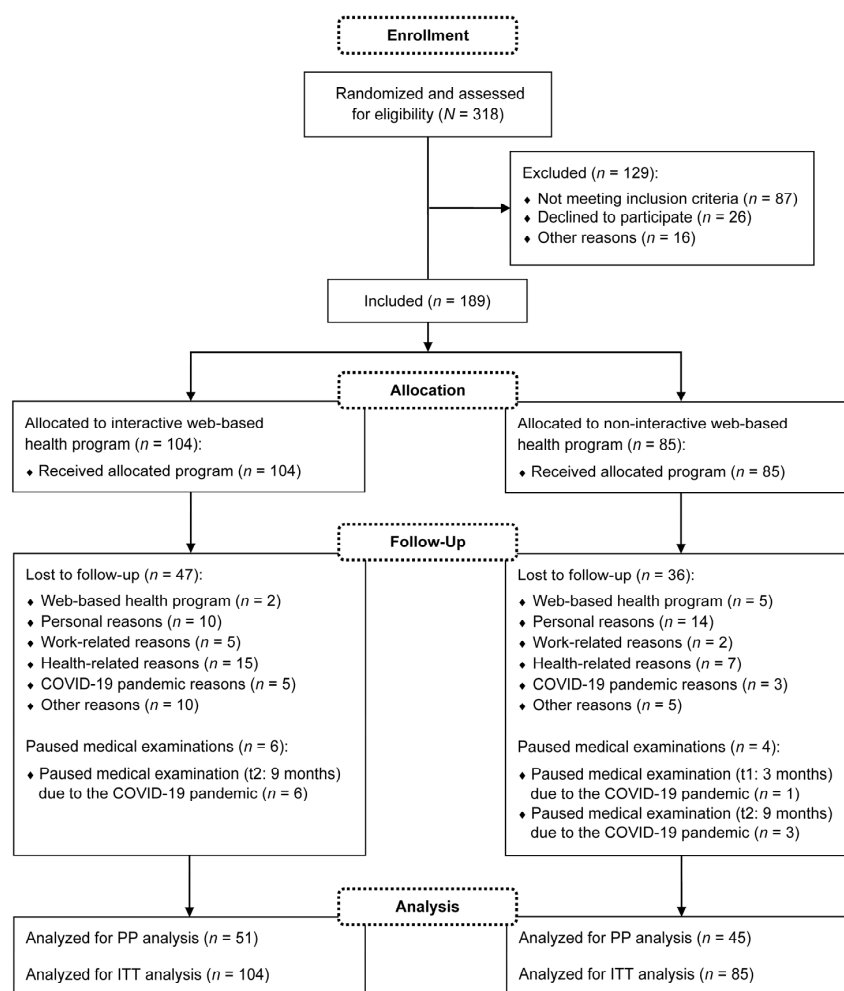 Enrollment
Randomized and assessed
for eligibility (N = 318)
Excluded (n = 129):
♦ Not meeting inclusion criteria (n = 87)
♦ Declined to participate (n = 26)
♦ Other reasons (n = 16)
Included (n = 189)
Allocation
Allocated to interactive web-based
health program (n = 104):
♦ Received allocated program (n = 104)
Allocated to non-interactive web-based
health program (n = 85):
♦ Received allocated program (n = 85)
Follow-Up
Lost to follow-up (n = 47):
♦ Web-based health program (n = 2)
♦ Personal reasons (n = 10)
♦ Work-related reasons (n = 5)
♦ Health-related reasons (n = 15)
♦ COVID-19 pandemic reasons (n = 5)
♦ Other reasons (n = 10)
Paused medical examinations (n = 6):
♦ Paused medical examination (t2: 9 months)
due to the COVID-19 pandemic (n = 6)
Lost to follow-up (n = 36):
♦ Web-based health program (n = 5)
♦ Personal reasons (n = 14)
♦ Work-related reasons (n = 2)
♦ Health-related reasons (n = 7)
♦ COVID-19 pandemic reasons (n = 3)
♦ Other reasons (n = 5)
Paused medical examinations (n = 4):
♦ Paused medical examination (t1: 3 months)
due to the COVID-19 pandemic (n = 1)
♦ Paused medical examination (t2: 9 months)
due to the COVID-19 pandemic (n = 3)
Analysis
Analyzed for PP analysis (n = 51)
Analyzed for ITT analysis (n = 104)
Analyzed for PP analysis (n = 45)
Analyzed for ITT analysis (n = 85)